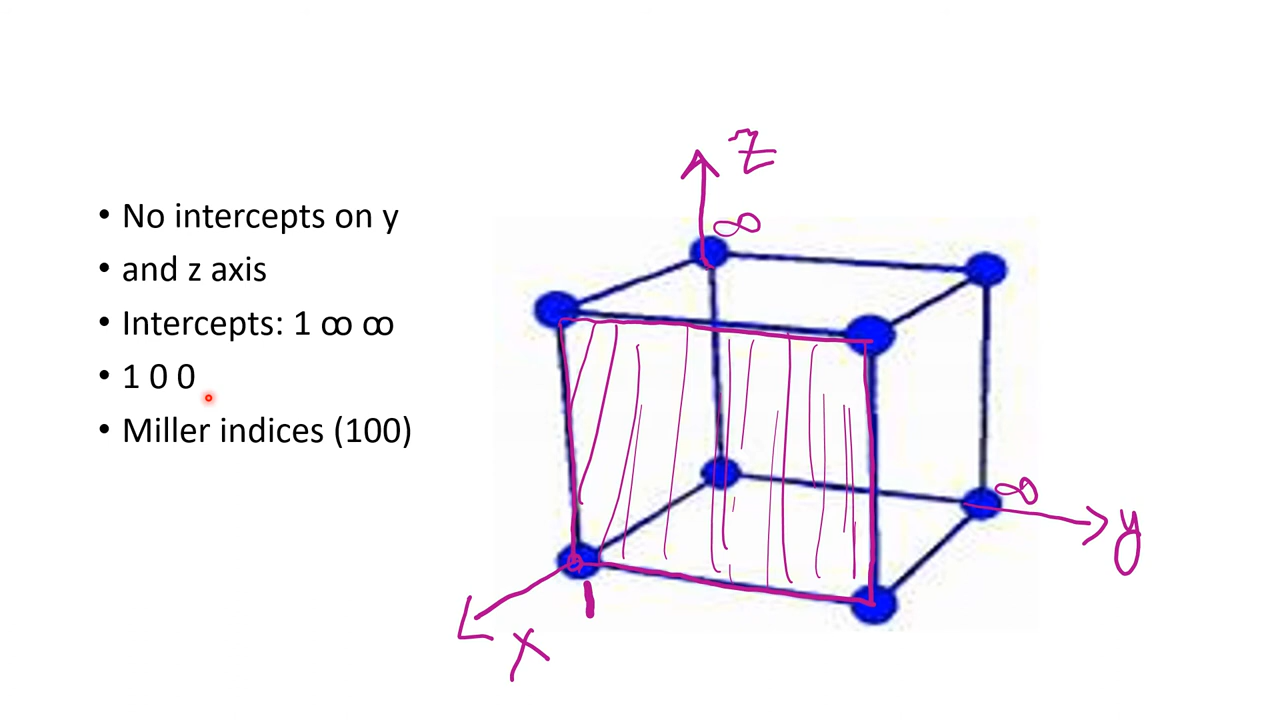 • No intercepts on y
• and z axis
• Intercepts: 1 ꝏ ꝏ
• 1 0 0
• Miller indices (100)
z
∞
∞
y
1
x